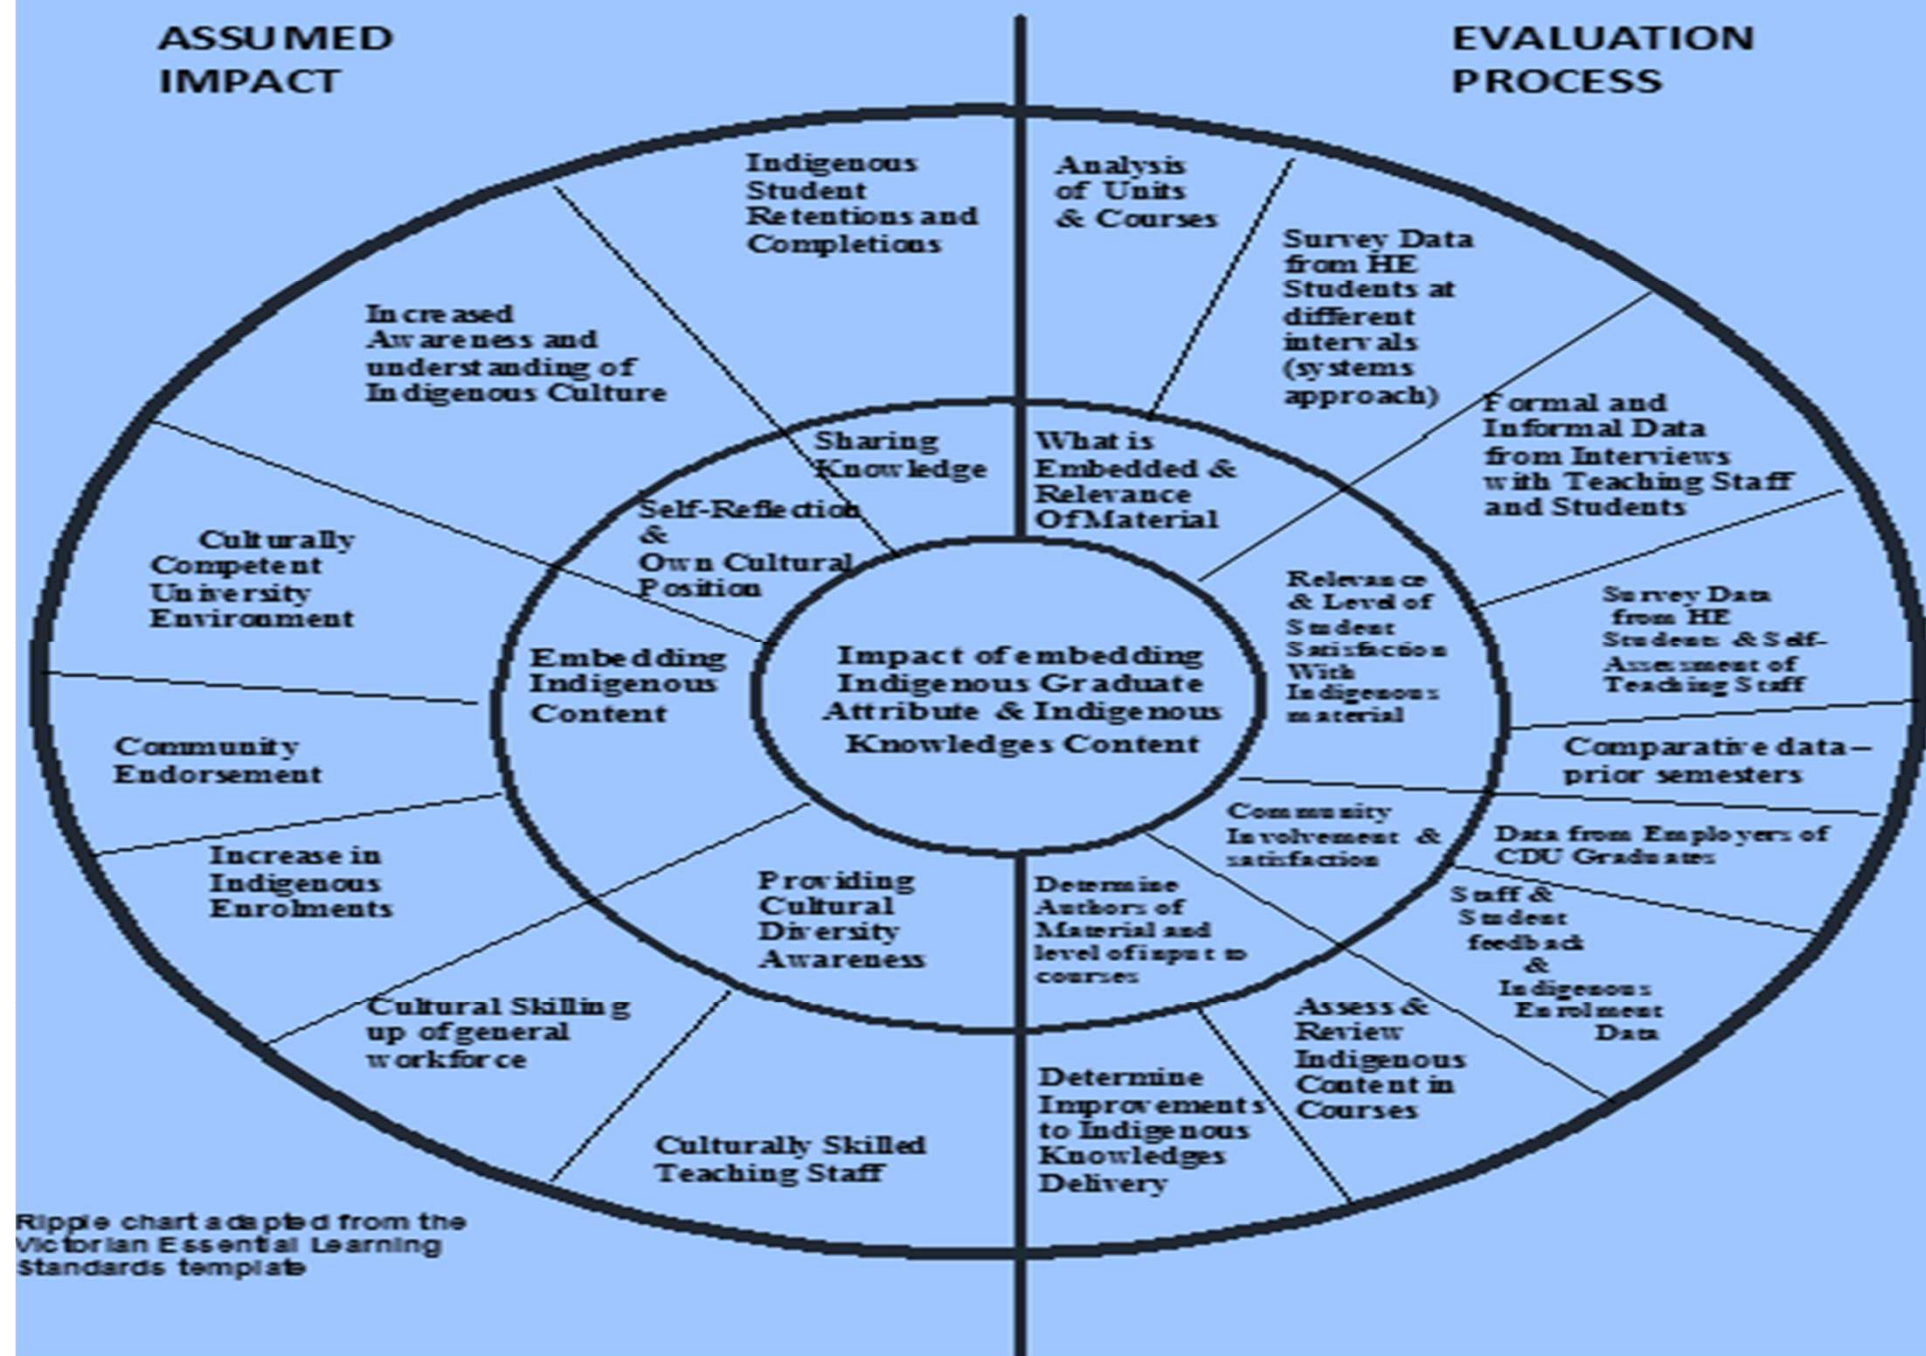 ASSUMED
IMPACT
EVALUATION
PROCESS
Indigenous
Student
Retentions and
Completions
Analysis
of Units
& Courses
Survey Data
from HE
Students at
different
intervals
(systems
approach)
Increased
Awareness and
understanding of
Indigenous Culture
Formal and
Informal Data
from Interviews
with Teaching Staff
and Students
Sharing
Knowledge
What is
Embedded &
Relevance
Of Material
Self-Reflection
&
Own Cultural
Position
Culturally
Competent
University
Environment
Relevance
& Level of
Student
Satisfaction
With
Indigenous
material
Survey Data
from HE
Students & Self-
Assessment of
Teaching Staff
Embedding
Indigenous
Content
Impact of embedding
Indigenous Graduate
Attribute & Indigenous
Knowledges Content
Community
Endorsement
Comparative data –
prior semesters
Community
Involvement &
satisfaction
Data from Employers of
CDU Graduates
Increase in
Indigenous
Enrolments
Providing
Cultural
Diversity
Awareness
Determine
Authors of
Material and
level of input to
courses
Staff &
Student
feedback
&
Indigenous
Enrolment
Data
Cultural Skilling
up of general
workforce
Assess &
Review
Indigenous
Content in
Courses
Determine
Improvements
to Indigenous
Knowledges
Delivery
Culturally Skilled
Teaching Staff
Ripple chart adapted from the
Victorian Essential Learning
Standards template